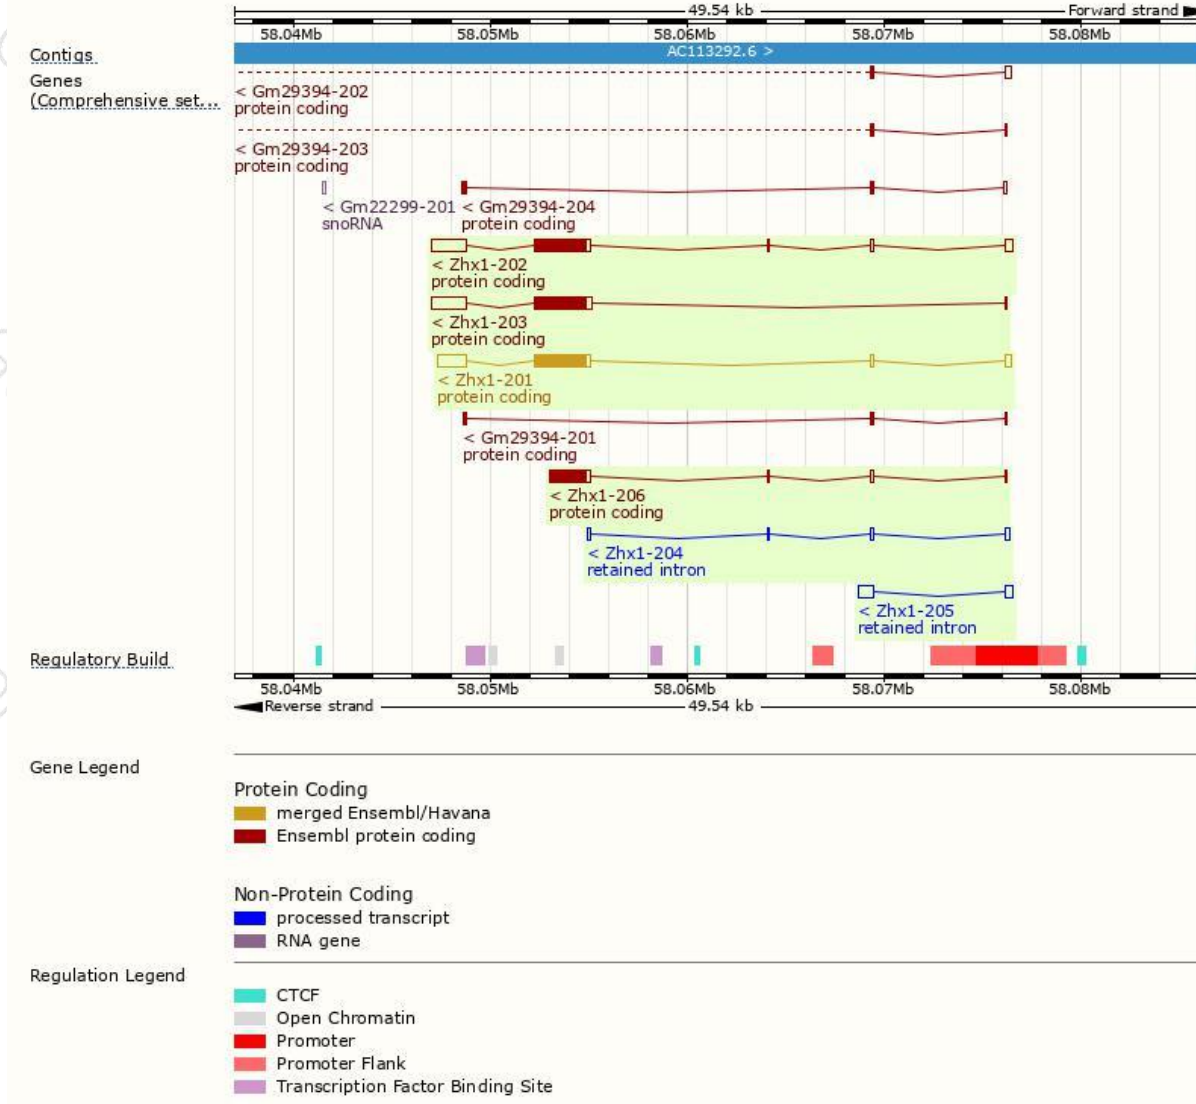 49.54 kb Forward strand
58.04Mb 58.05Mb 58.06Mb 58.07Mb 58.08Mb
Contigs AC113292.6 >
Genes
(Comprehensive set...
< Gm29394-202
protein coding
< Gm29394-203
protein coding
< Gm22299-201 < Gm29394-204
snoRNA protein coding
< Zhx1-202
protein coding
< Zhx1-203
protein coding
< Zhx1-201
protein coding
< Gm29394-201
protein coding
< Zhx1-206
protein coding
< Zhx1-204
retained intron
< Zhx1-205
retained intron
Regulatory Build
58.04Mb 58.05Mb 58.06Mb 58.07Mb 58.08Mb
Reverse strand 49.54 kb
Gene Legend
Protein Coding
merged Ensembl/Havana
Ensembl protein coding
Non-Protein Coding
processed transcript
RNA gene
Regulation Legend
CTCF
Open Chromatin
Promoter
Promoter Flank
Transcription Factor Binding Site